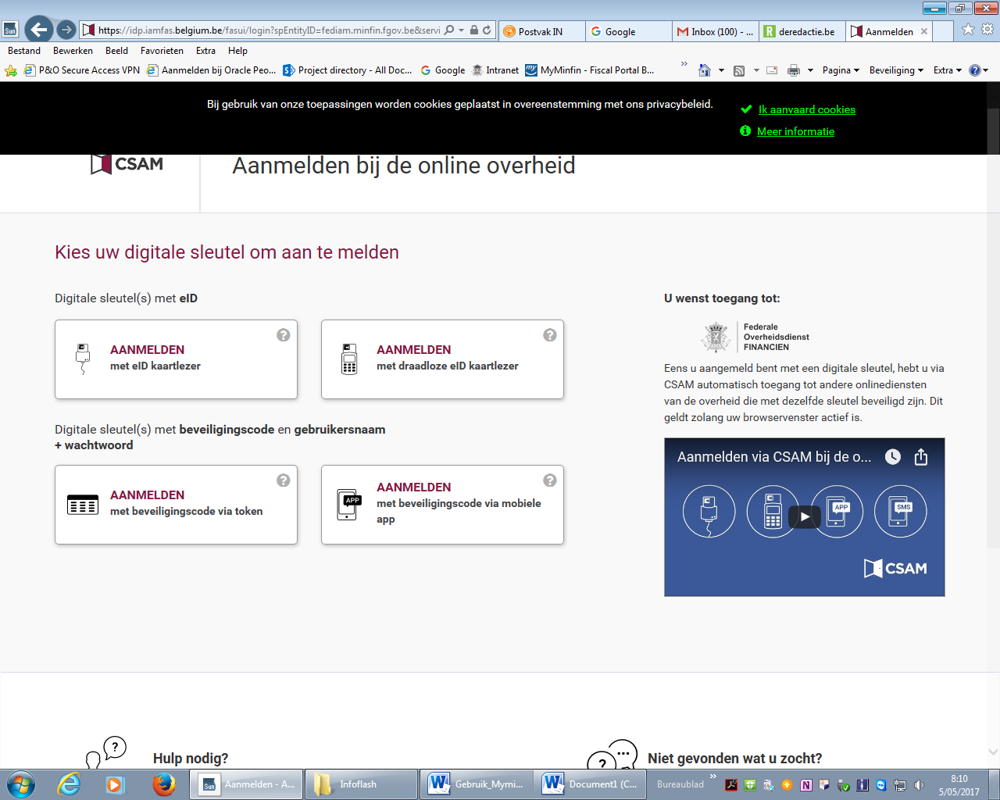 Sun
https://idp.iamfas.belgium.be/fasui/login?spEntityID=fediam.minfin.fgov.be&servi
Postvak IN
Google
Inbox (100) - ...
deredactie.be
Aanmelden
Bestand Bewerken Beeld Favorieten Extra Help
P&O Secure Access VPN
Aanmelden bij Oracle Peo...
Project directory - All Doc...
Google
Intranet
MyMinfin - Fiscal Portal B...
Pagina
Beveiliging
Extra
Bij gebruik van onze toepassingen worden cookies geplaatst in overeenstemming met ons privacybeleid.
Ik aanvaard cookies
Meer informatie
CSAM
Aanmelden bij de online overheid
Kies uw digitale sleutel om aan te melden
Digitale sleutel(s) met eID
AANMELDEN
met eID kaartlezer
AANMELDEN
met draadloze eID kaartlezer
Digitale sleutel(s) met beveiligingscode en gebruikersnaam
+ wachtwoord
AANMELDEN
met beveiligingscode via token
APP
AANMELDEN
met beveiligingscode via mobiele
app
U wenst toegang tot:
Federale
Overheidsdienst
FINANCIEN
Eens u aangemeld bent met een digitale sleutel, hebt u via
CSAM automatisch toegang tot andere onlinediensten
van de overheid die met dezelfde sleutel beveiligd zijn. Dit
geldt zolang uw browservenster actief is.
Aanmelden via CSAM bij de o...
APP
SMS
CSAM
Hulp nodig?
Niet gevonden wat u zocht?
Sun
Aanmelden - A...
Infoflash
Gebruik_Mymi...
Document1 (C...
Bureaublad
8:10
5/05/2017